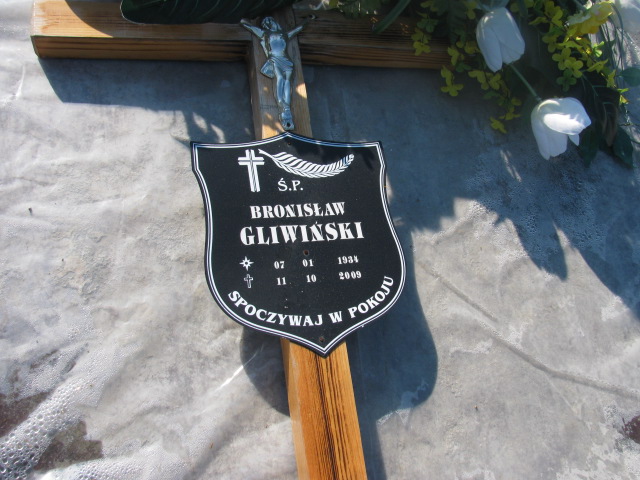 Ś.P.
BRONISŁAW
GLIWIŃSKI
07 01 1934
11 10 2009
SPOCZYWAJ W POKOJU